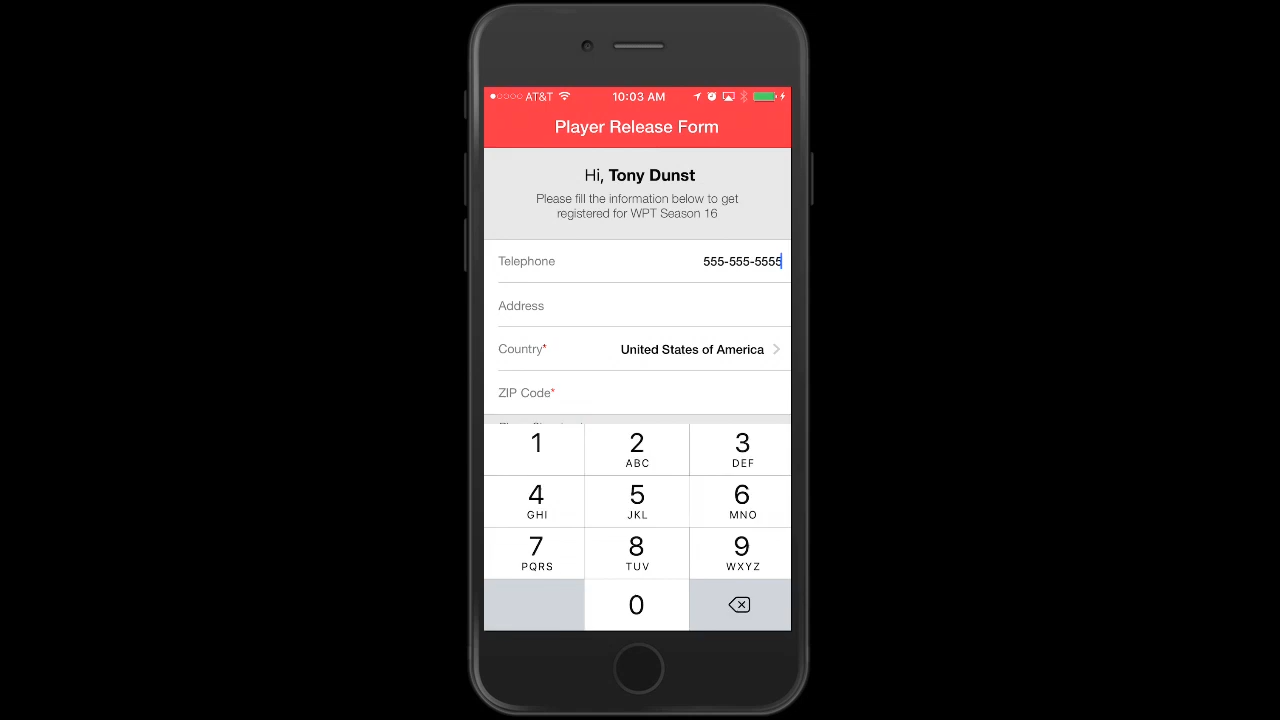 AT&T 10:03 AM
Player Release Form
Hi, Tony Dunst
Please fill the information below to get
registered for WPT Season 16
Telephone 555-555-5555
Address
Country* United States of America
ZIP Code*
1 2 3
ABC DEF
4 5 6
GHI JKL MNO
7 8 9
PQRS TUV WXYZ
0